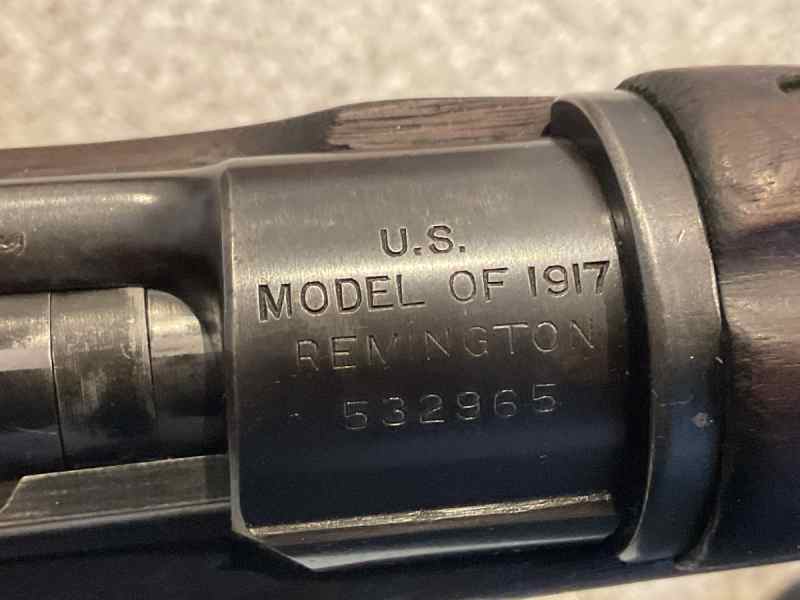 U.S.
MODEL OF 1917
REMINGTON
532965